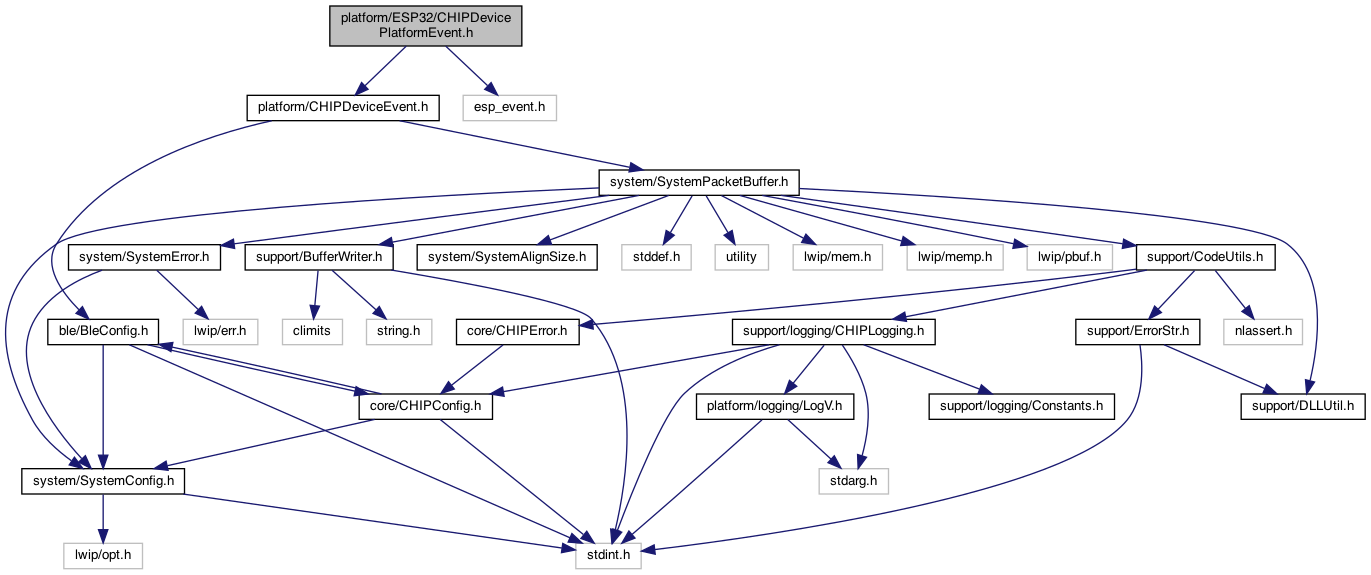 platform/ESP32/CHIPDevice
PlatformEvent.h
platform/CHIPDeviceEvent.h
esp_event.h
system/SystemPacketBuffer.h
system/SystemError.h
support/BufferWriter.h
system/SystemAlignSize.h
stddef.h
utility
lwip/mem.h
lwip/memp.h
lwip/pbuf.h
support/CodeUtils.h
ble/BleConfig.h
lwip/err.h
climits
string.h
core/CHIPError.h
support/logging/CHIPLogging.h
support/ErrorStr.h
nlassert.h
core/CHIPConfig.h
platform/logging/LogV.h
support/logging/Constants.h
support/DLLUtil.h
system/SystemConfig.h
stdarg.h
lwip/opt.h
stdint.h